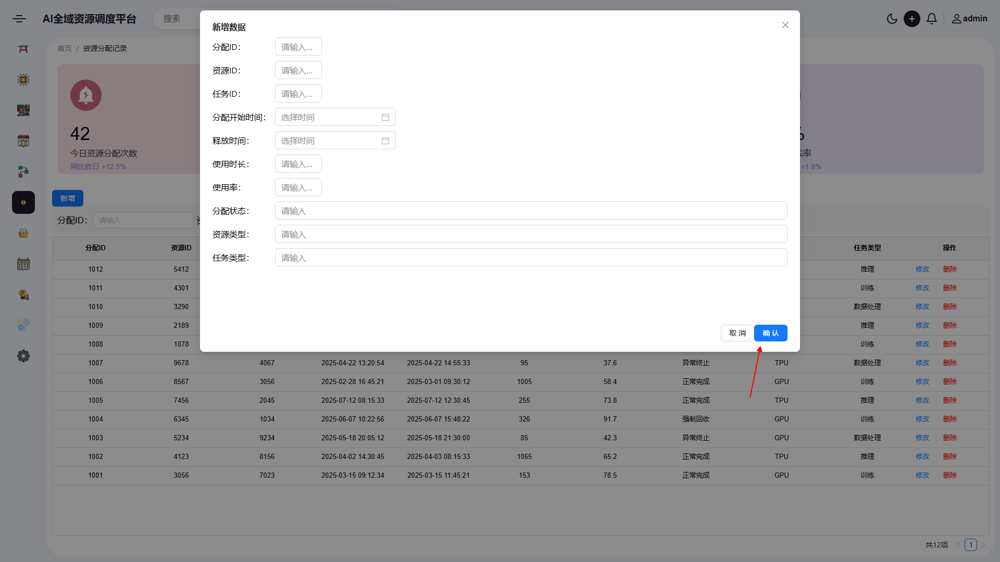 AI全域资源调度平台
搜索
admin
首页 / 资源分配记录
42
今日资源分配次数
同比昨日 +12.5%
+1.8%
新增
分配ID:
请输入
新增数据
分配ID:
请输入...
资源ID:
请输入...
任务ID:
请输入...
分配开始时间:
选择时间
释放时间:
选择时间
使用时长:
请输入...
使用率:
请输入...
分配状态:
请输入
资源类型:
请输入
任务类型:
请输入
取 消
确 认
分配ID 资源ID 任务类型 操作
1012 5412 推理 修改 删除
1011 4301 训练 修改 删除
1010 3290 数据处理 修改 删除
1009 2189 推理 修改 删除
1008 1078 训练 修改 删除
1007 9678 4067 2025-04-22 13:20:54 2025-04-22 14:55:33 95 37.6 异常终止 TPU 数据处理 修改 删除
1006 8567 3056 2025-02-28 16:45:21 2025-03-01 09:30:12 1005 58.4 正常完成 GPU 训练 修改 删除
1005 7456 2045 2025-07-12 08:15:33 2025-07-12 12:30:45 255 73.8 正常完成 TPU 推理 修改 删除
1004 6345 1034 2025-06-07 10:22:56 2025-06-07 15:48:22 326 91.7 强制回收 GPU 训练 修改 删除
1003 5234 9234 2025-05-18 20:05:12 2025-05-18 21:30:00 85 42.3 异常终止 GPU 数据处理 修改 删除
1002 4123 8156 2025-04-02 14:30:45 2025-04-03 08:15:33 1065 65.2 正常完成 TPU 推理 修改 删除
1001 3056 7023 2025-03-15 09:12:34 2025-03-15 11:45:21 153 78.5 正常完成 GPU 训练 修改 删除
共12项 < 1 >